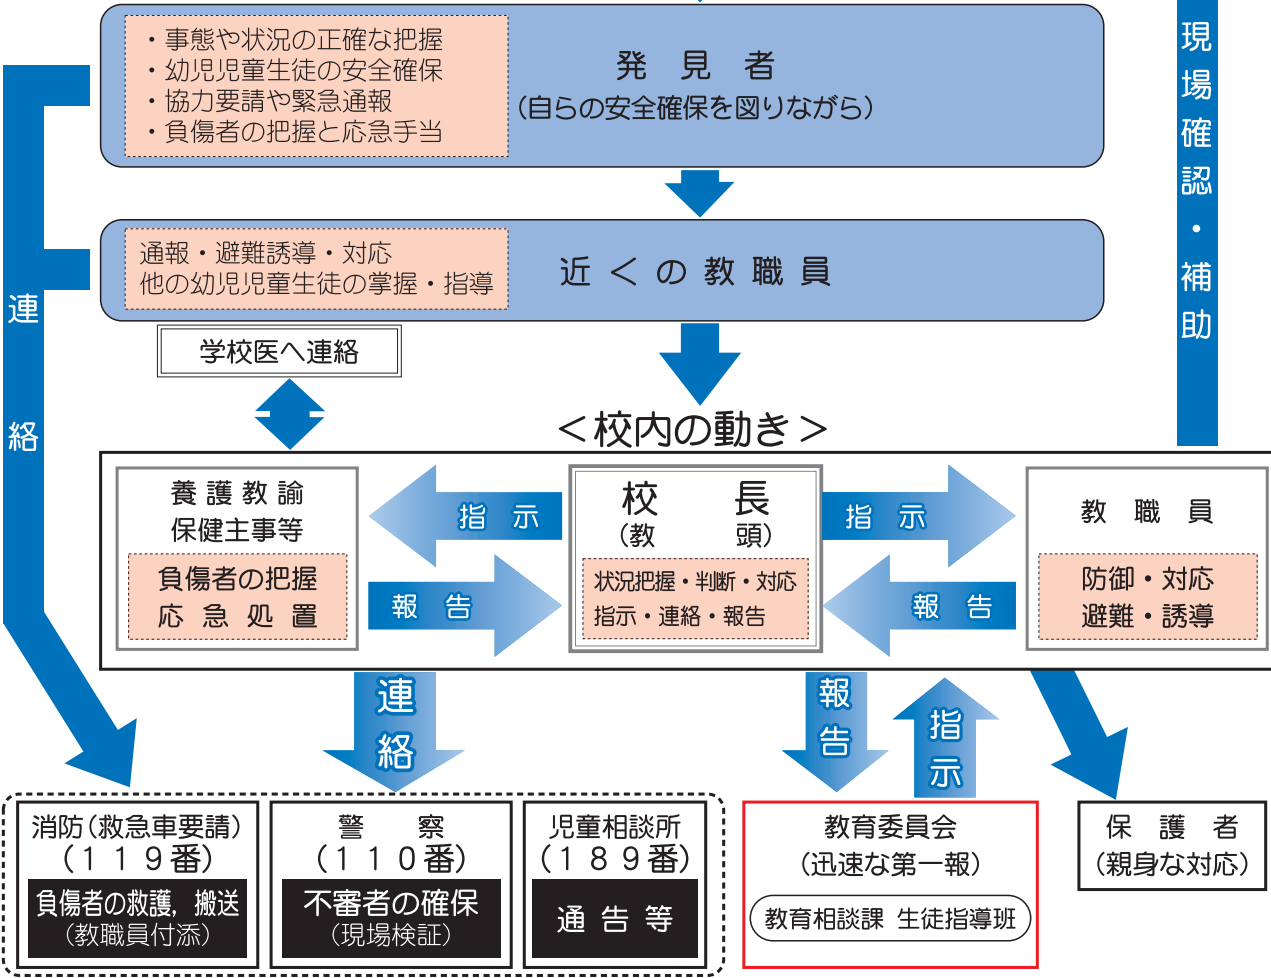 ・事態や状況の正確な把握
・幼児児童生徒の安全確保
・協力要請や緊急通報
・負傷者の把握と応急手当
発見者
(自らの安全確保を図りながら)
現場確認・補助
通報・避難誘導・対応
他の幼児児童生徒の掌握・指導
近くの教職員
連絡
学校医へ連絡
<校内の動き>
養護教諭
保健主事等
負傷者の把握
応急処置
指示
報告
校長
(教頭)
状況把握・判断・対応
指示・連絡・報告
指示
報告
教職員
防御・対応
避難・誘導
連絡
報告
指示
消防(救急車要請)
(119番)
負傷者の救護,搬送
(教職員付添)
警察
(110番)
不審者の確保
(現場検証)
児童相談所
(189番)
通告等
教育委員会
(迅速な第一報)
教育相談課 生徒指導班
保護者
(親身な対応)